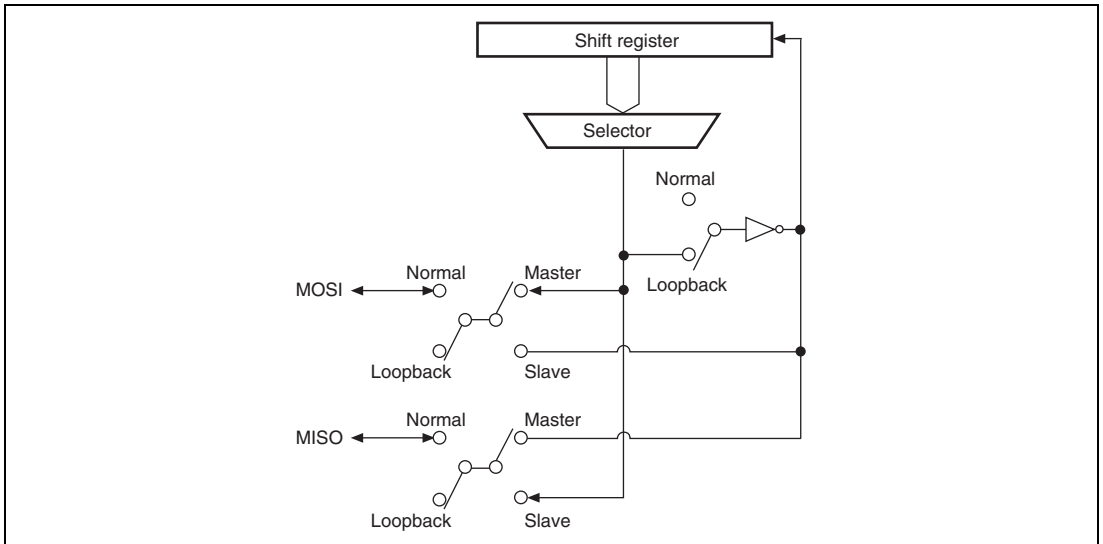 Shift register
Selector
Normal
Loopback
Normal
Master
MOSI
Loopback
Slave
Normal
Master
MISO
Loopback
Slave